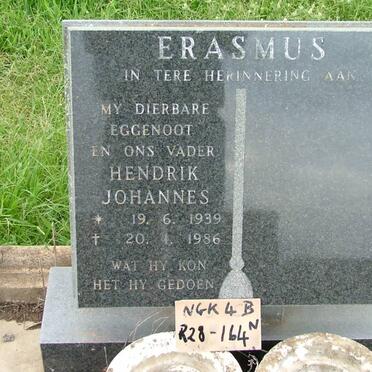 ERASMUS
IN TERE HERINNERING AAN
MY DIERBARE
EGGENOOT
EN ONS VADER
HENDRIK
JOHANNES
* 19. 6. 1939
† 20. 1. 1986
WAT HY KON
HET HY GEDOEN
NGK 4 B
R28-164N